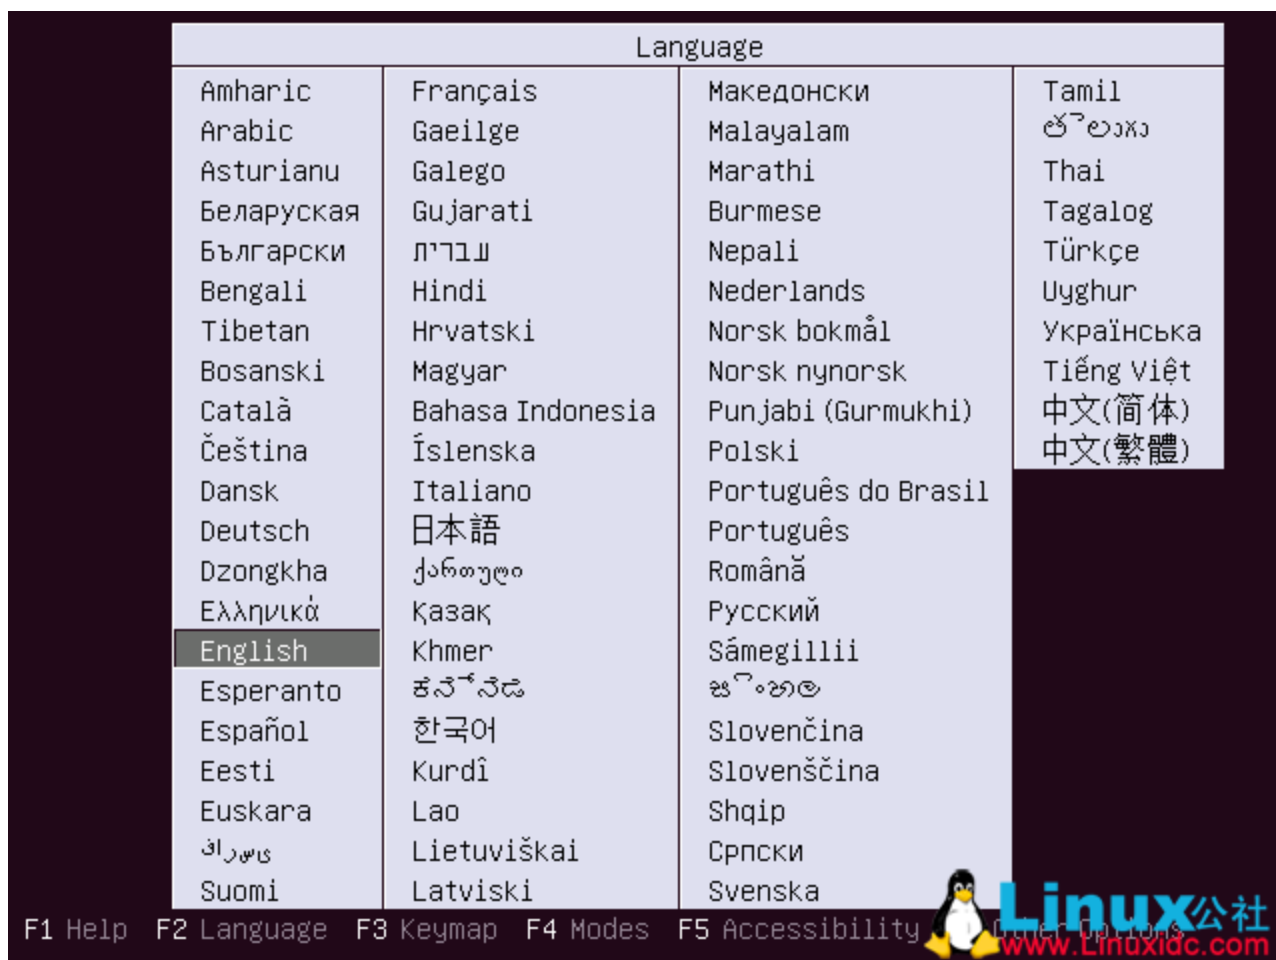 Language
Amharic
Arabic
Asturianu
Беларуская
Български
Bengali
Tibetan
Bosanski
Català
Čeština
Dansk
Deutsch
Dzongkha
Ελληνικά
English
Esperanto
Español
Eesti
Euskara
ىسراف
Suomi
Français
Gaeilge
Galego
Gujarati
עברית
Hindi
Hrvatski
Magyar
Bahasa Indonesia
Íslenska
Italiano
日本語
ქართული
Қазақ
Khmer
ಕನ್ನಡ
한국어
Kurdî
Lao
Lietuviškai
Latviski
Македонски
Malayalam
Marathi
Burmese
Nepali
Nederlands
Norsk bokmål
Norsk nynorsk
Punjabi (Gurmukhi)
Polski
Português do Brasil
Português
Română
Русский
Sámegillii
සිංහල
Slovenčina
Slovenščina
Shqip
Српски
Svenska
Tamil
తెలుగు
Thai
Tagalog
Türkçe
Uyghur
Українська
Tiếng Việt
中文(简体)
中文(繁體)
F1 Help F2 Language F3 Keymap F4 Modes F5 Accessibility Other Options
Linux公社
www.Linuxidc.com